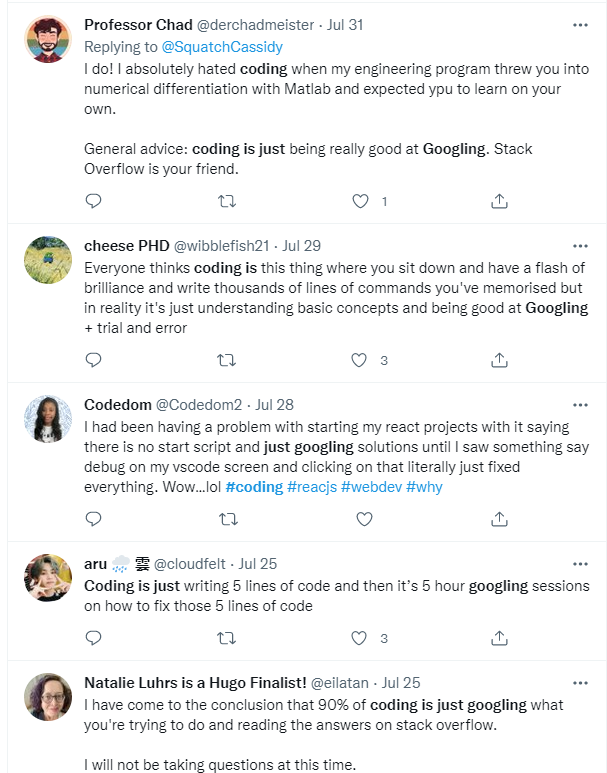 Professor Chad @derchadmeister · Jul 31
Replying to @SquatchCassidy
I do! I absolutely hated coding when my engineering program threw you into
numerical differentiation with Matlab and expected ypu to learn on your
own.
General advice: coding is just being really good at Googling. Stack
Overflow is your friend.
1
cheese PHD @wibblefish21 · Jul 29
Everyone thinks coding is this thing where you sit down and have a flash of
brilliance and write thousands of lines of commands you've memorised but
in reality it's just understanding basic concepts and being good at Googling
+ trial and error
3
Codedom @Codedom2 · Jul 28
I had been having a problem with starting my react projects with it saying
there is no start script and just googling solutions until I saw something say
debug on my vscode screen and clicking on that literally just fixed
everything. Wow...lol #coding #reacjs #webdev #why
aru 🌧️ 雲 @cloudfelt · Jul 25
Coding is just writing 5 lines of code and then it's 5 hour googling sessions
on how to fix those 5 lines of code
3
Natalie Luhrs is a Hugo Finalist! @eilatan · Jul 25
I have come to the conclusion that 90% of coding is just googling what
you're trying to do and reading the answers on stack overflow.
I will not be taking questions at this time.